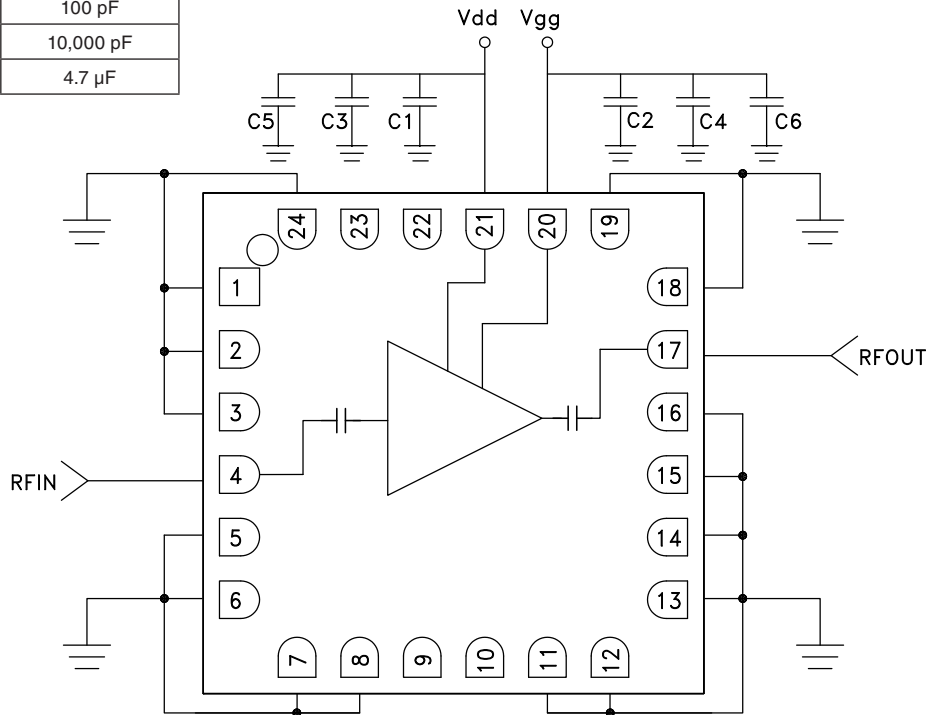 100 pF
10,000 pF
4.7 µF
Vdd Vgg
C5 C3 C1 C2 C4 C6
24 23 22 21 20 19
1 18
2 17
RFOUT
3 16
4 15
RFIN
5 14
6 13
7 8 9 10 11 12